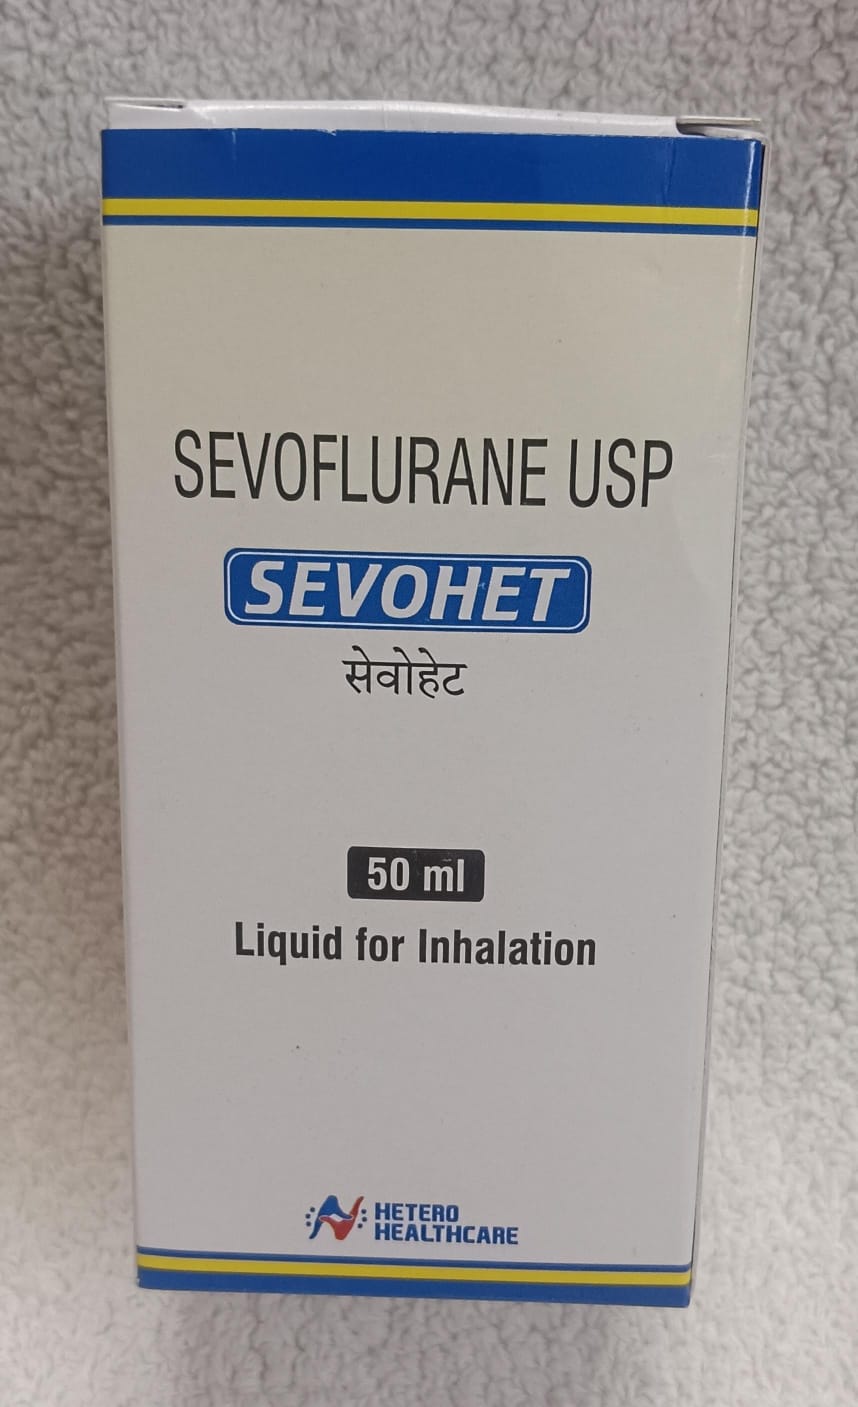 SEVOFLURANE USP
SEVOHET
सेवोहेट
50 ml
Liquid for Inhalation
HETERO
HEALTHCARE